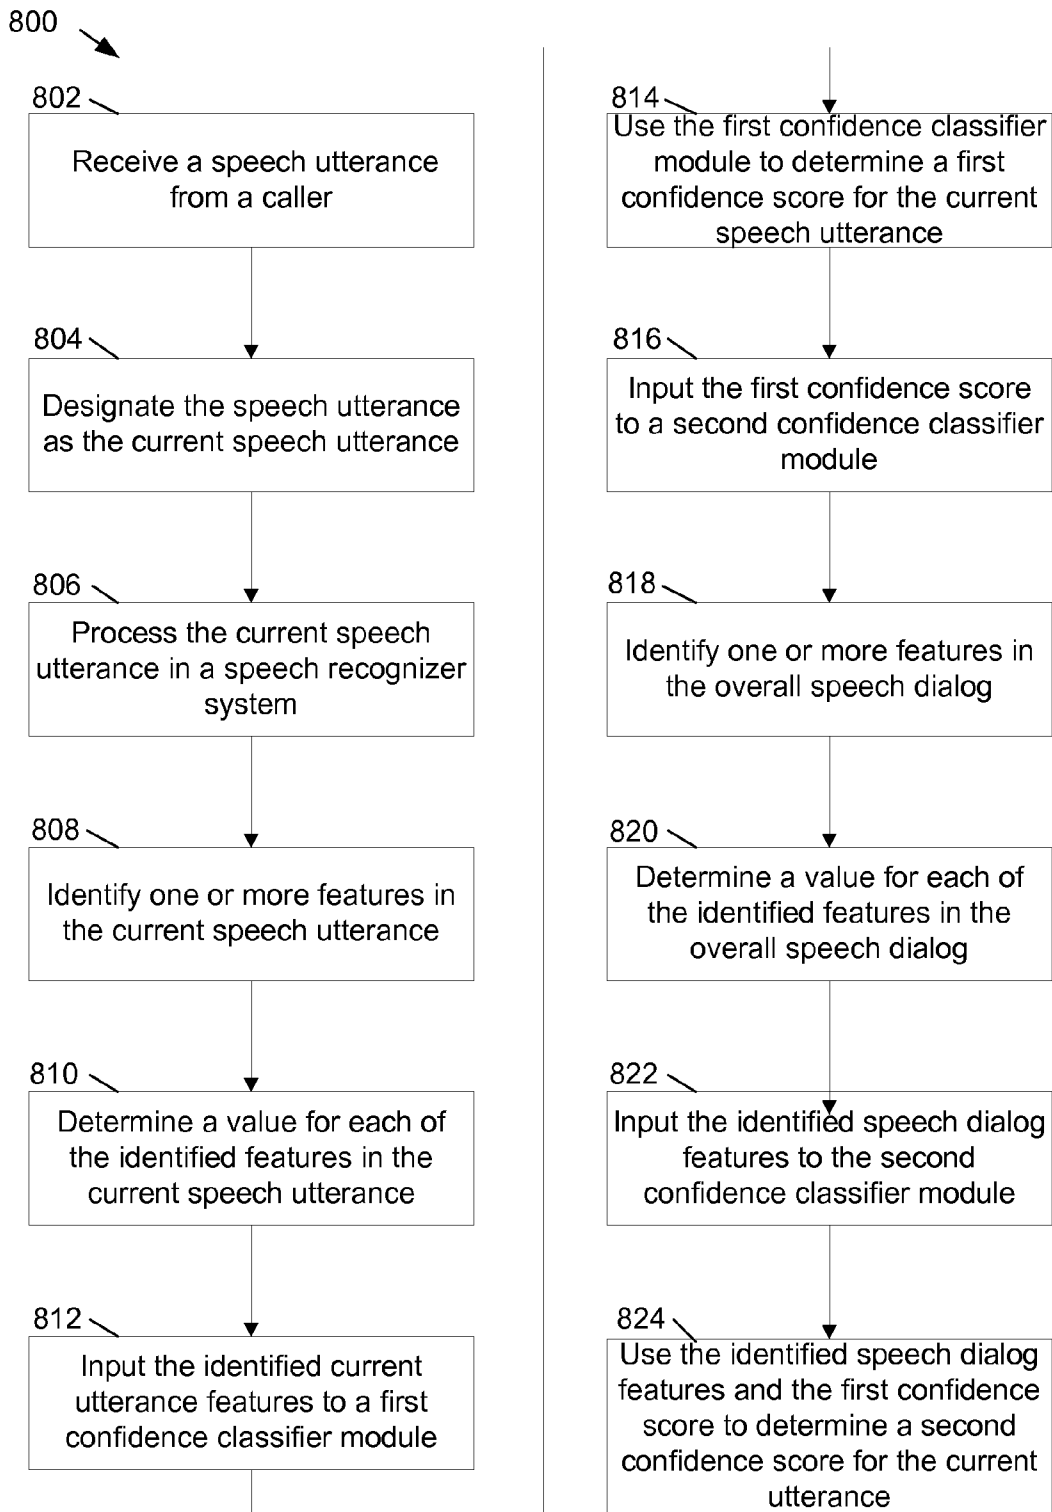 800
802
Receive a speech utterance
from a caller
804
Designate the speech utterance
as the current speech utterance
806
Process the current speech
utterance in a speech recognizer
system
808
Identify one or more features in
the current speech utterance
810
Determine a value for each of
the identified features in the
current speech utterance
812
Input the identified current
utterance features to a first
confidence classifier module
814
Use the first confidence classifier
module to determine a first
confidence score for the current
speech utterance
816
Input the first confidence score
to a second confidence classifier
module
818
Identify one or more features in
the overall speech dialog
820
Determine a value for each of
the identified features in the
overall speech dialog
822
Input the identified speech dialog
features to the second
confidence classifier module
824
Use the identified speech dialog
features and the first confidence
score to determine a second
confidence score for the current
utterance